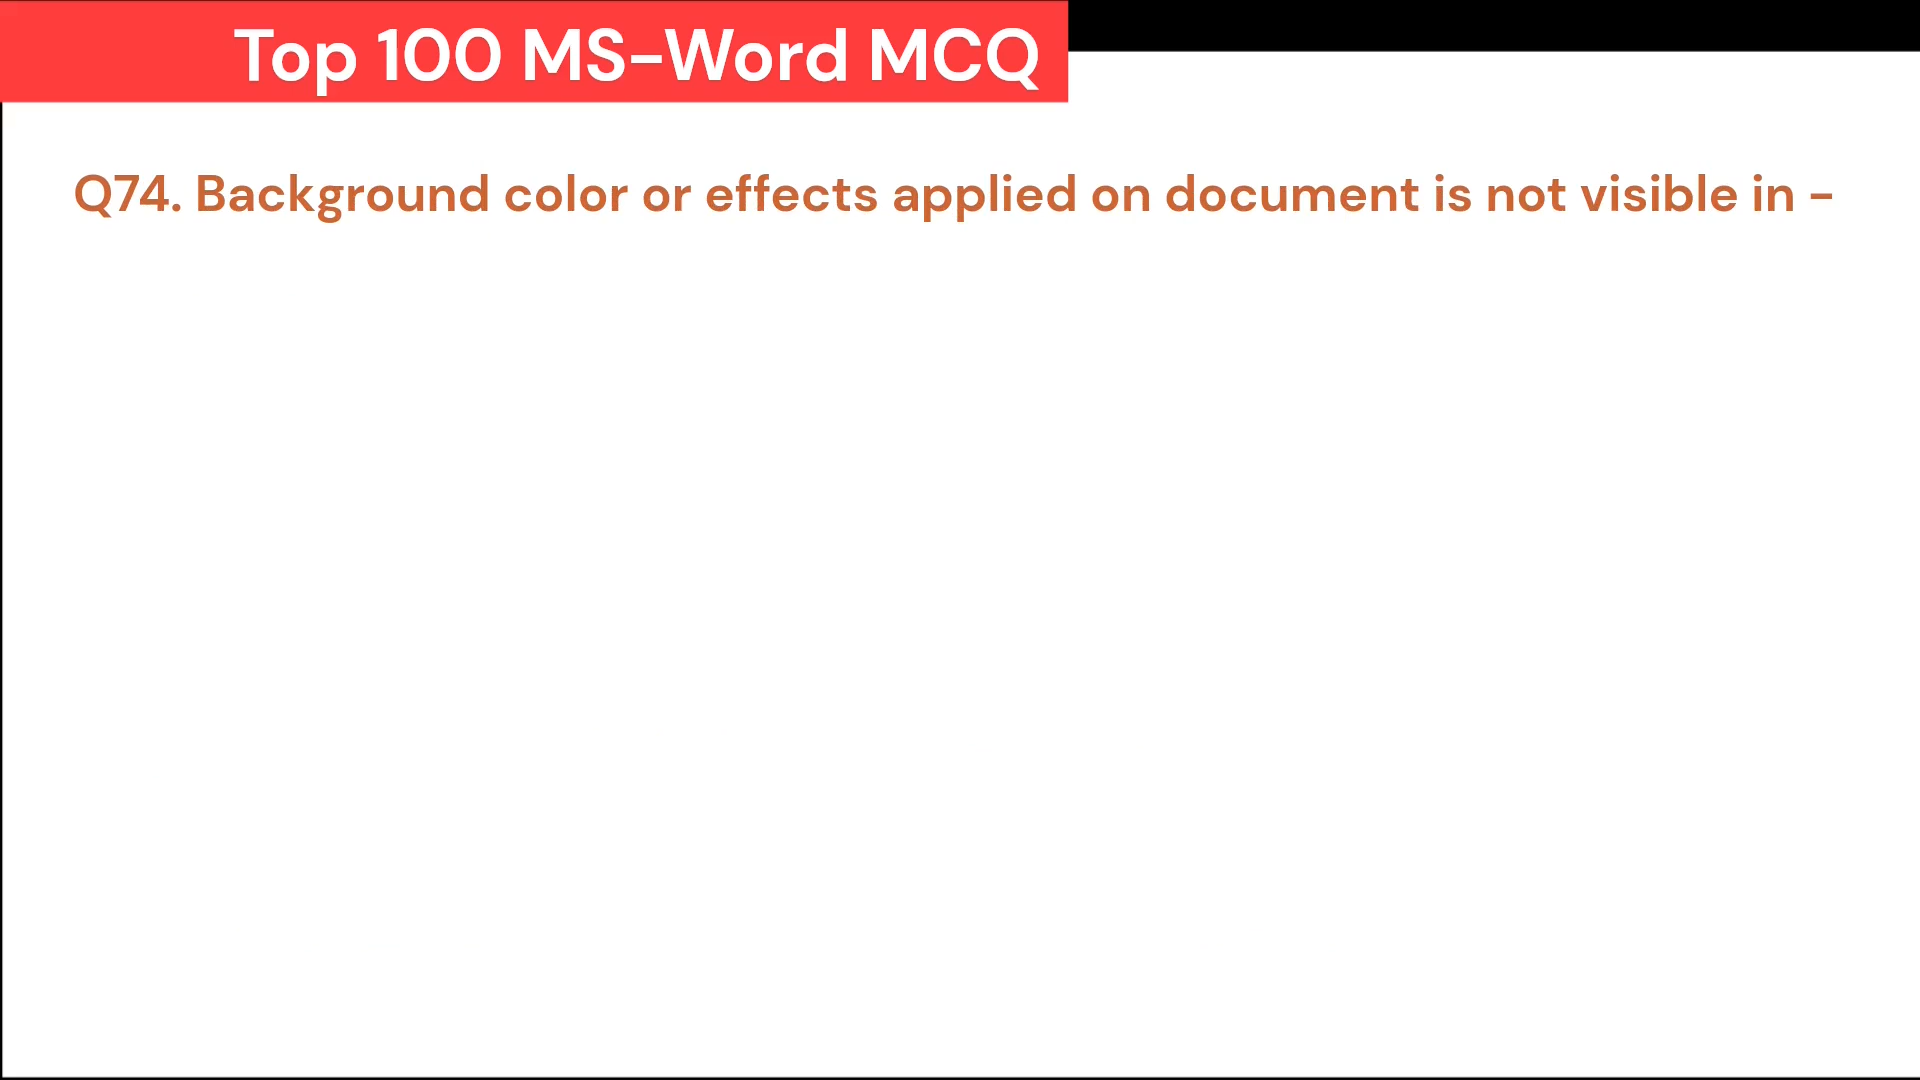 Top 100 MS-Word MCQ
Q74. Background color or effects applied on document is not visible in -